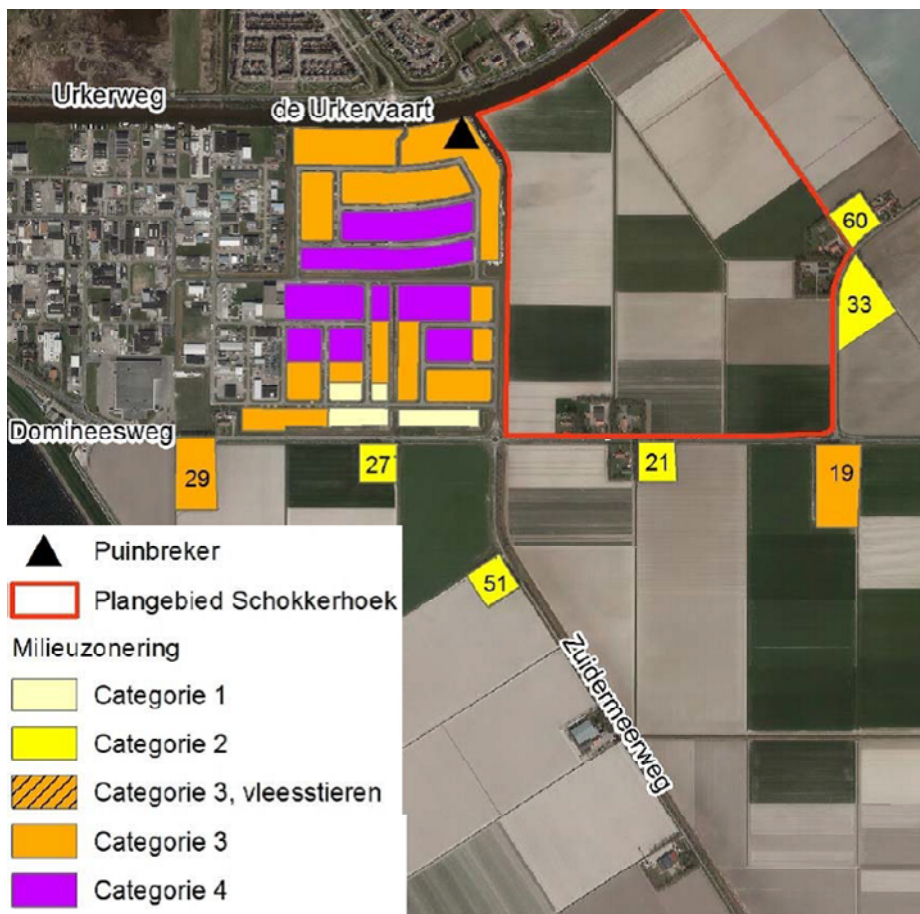 Urkerweg
de Urkervaart
60
33
Domineesweg
29
27
21
19
51
Zuidermeerweg
Puinbreker
Plangebied Schokkerhoek
Milieuzonering
Categorie 1
Categorie 2
Categorie 3, vleesstieren
Categorie 3
Categorie 4